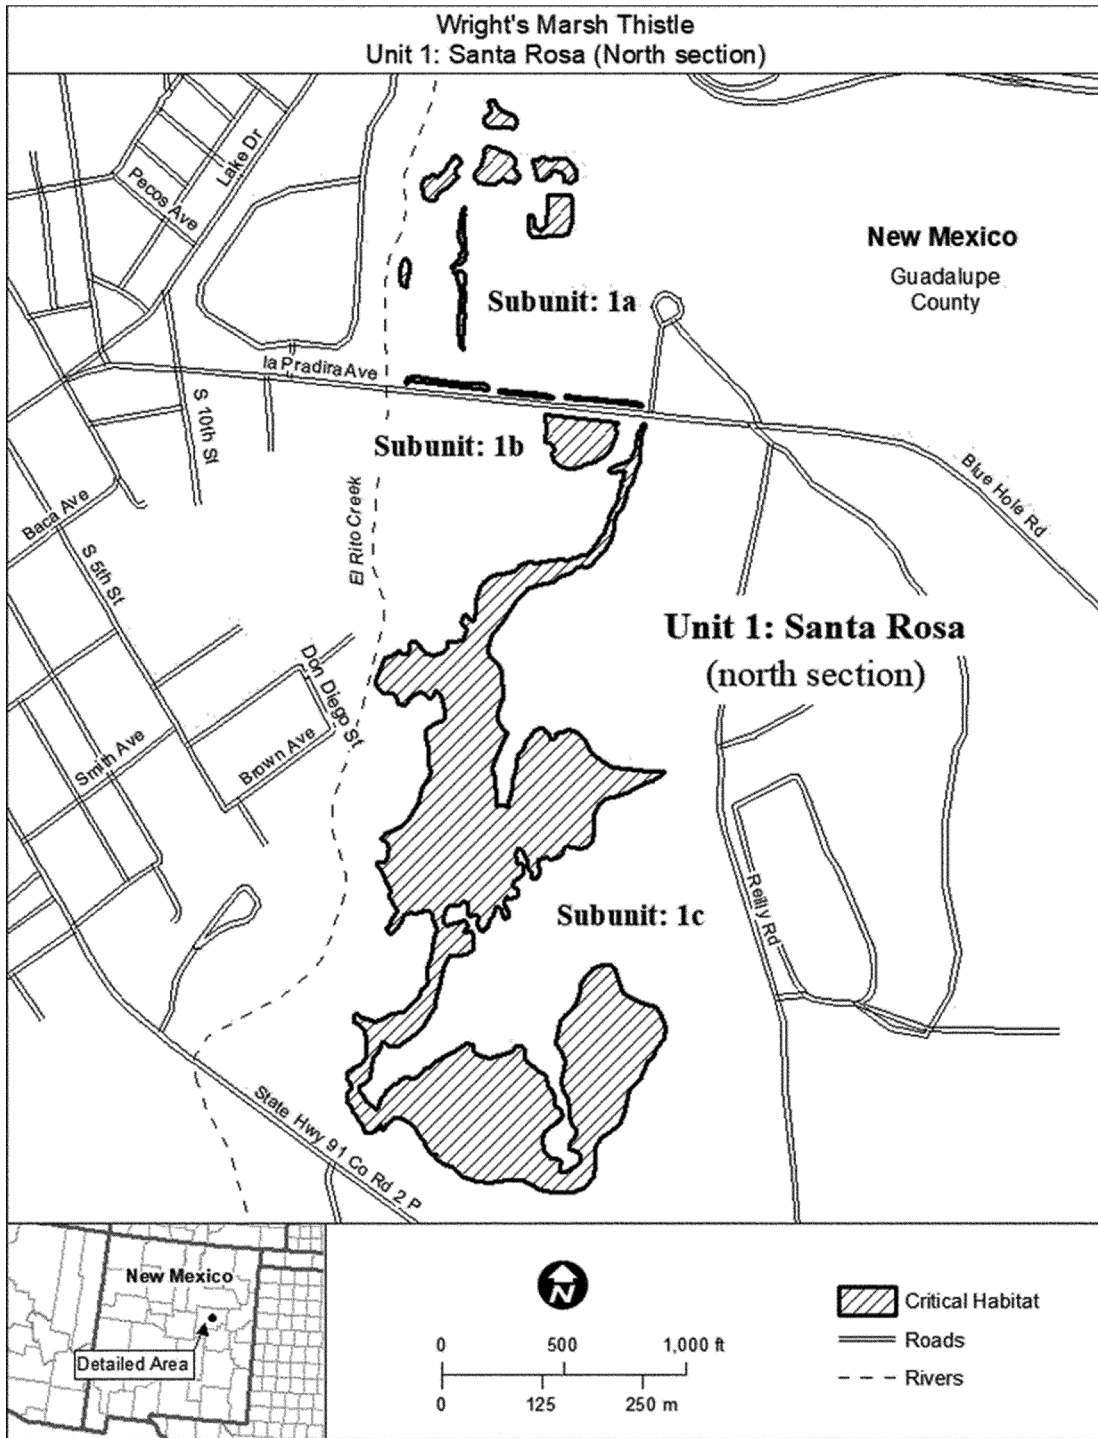 Wright's Marsh Thistle
Unit 1: Santa Rosa (North section)
Lake Dr
Pecos Ave
New Mexico
Guadalupe
County
Subunit: 1a
la Pradira Ave
S 10th St
Subunit: 1b
Blue Hole Rd
Baca Ave
El Rito Creek
S 5th St
Unit 1: Santa Rosa
(north section)
Don Diego St
Smith Ave
Brown Ave
Reilly Rd
Subunit: 1c
State Hwy 91 Co Rd 2 P
New Mexico
Detailed Area
N
0 500 1,000 ft
0 125 250 m
Critical Habitat
Roads
Rivers